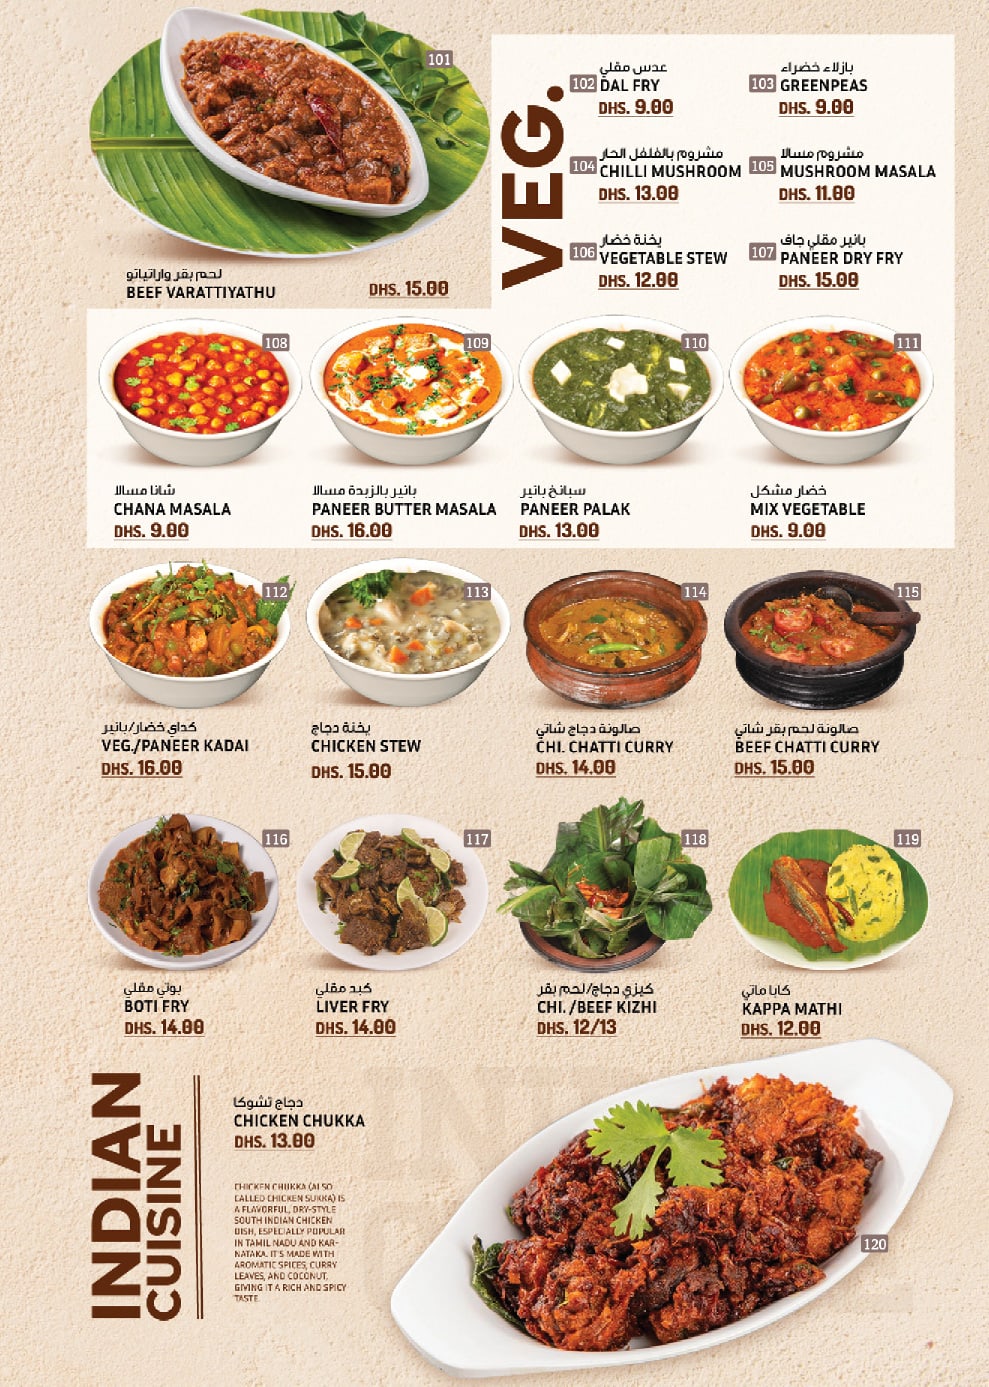 101
لحم بقر واراتياتو
BEEF VARATTIYATHU
DHS. 15.00
VEG.
عدس مقلي
102 DAL FRY
DHS. 9.00
بازلاء خضراء
103 GREENPEAS
DHS. 9.00
مشروم بالفلفل الحار
104 CHILLI MUSHROOM
DHS. 13.00
مشروم مسالا
105 MUSHROOM MASALA
DHS. 11.00
يخنة خضار
106 VEGETABLE STEW
DHS. 12.00
بانير مقلي جاف
107 PANEER DRY FRY
DHS. 15.00
108
شانا مسالا
CHANA MASALA
DHS. 9.00
109
بانير بالزبدة مسالا
PANEER BUTTER MASALA
DHS. 16.00
110
سبانخ بانير
PANEER PALAK
DHS. 13.00
111
خضار مشكل
MIX VEGETABLE
DHS. 9.00
112
كداي خضار/بانير
VEG./PANEER KADAI
DHS. 16.00
113
يخنة دجاج
CHICKEN STEW
DHS. 15.00
114
صالونة دجاج شاتي
CHI. CHATTI CURRY
DHS. 14.00
115
صالونة لحم بقر شاتي
BEEF CHATTI CURRY
DHS. 15.00
116
بوتي مقلي
BOTI FRY
DHS. 14.00
117
كبد مقلي
LIVER FRY
DHS. 14.00
118
كيزي دجاج/لحم بقر
CHI. /BEEF KIZHI
DHS. 12/13
119
كابا ماتي
KAPPA MATHI
DHS. 12.00
INDIAN
CUISINE
دجاج تشوكا
CHICKEN CHUKKA
DHS. 13.00
CHICKEN CHUKKA (ALSO
CALLED CHICKEN SUKKA) IS
A FLAVORFUL, DRY-STYLE
SOUTH INDIAN CHICKEN
DISH, ESPECIALLY POPULAR
IN TAMIL NADU AND KAR-
NATAKA. IT'S MADE WITH
AROMATIC SPICES, CURRY
LEAVES, AND COCONUT,
GIVING IT A RICH AND SPICY
TASTE.
120